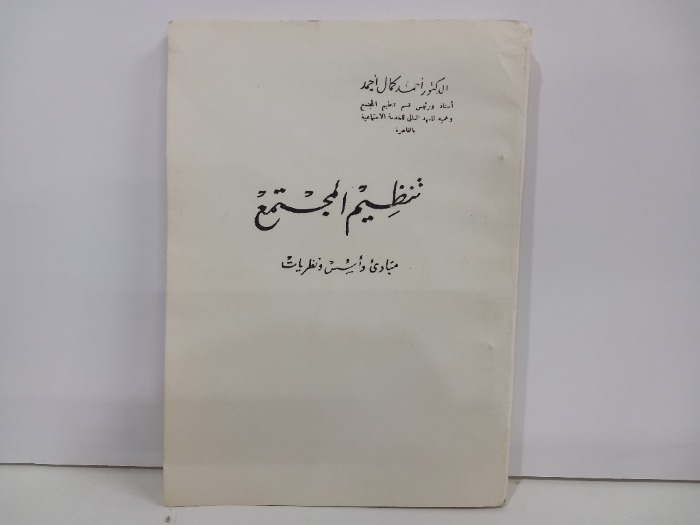 الدكتور أحمد كمال أحمد
أستاذ ورئيس قسم تنظيم المجتمع
وعميد المعهد العالى للخدمة الاجتماعية
بالقاهرة
تنظيم المجتمع
مبادئ وأسس ونظريات